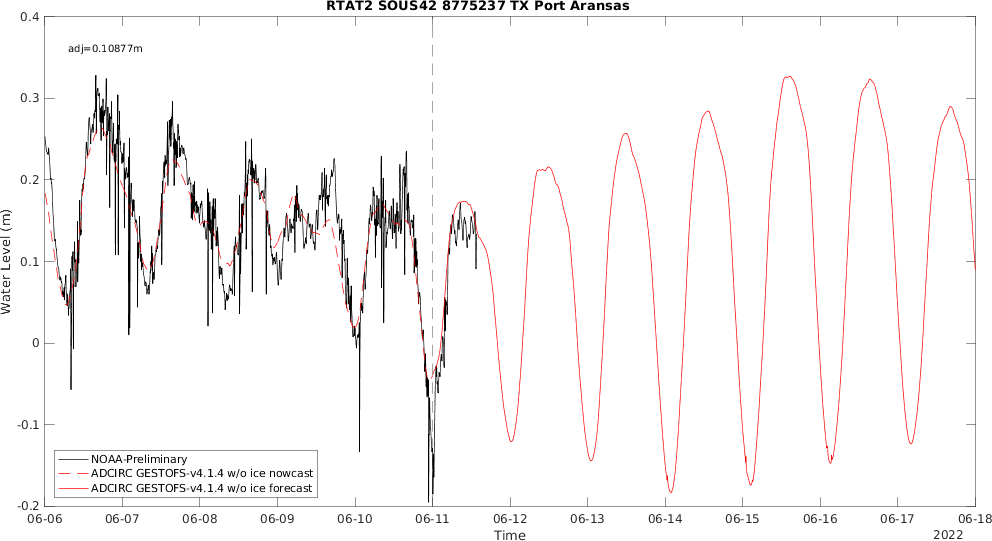 RTAT2 SOUS42 8775237 TX Port Aransas
adj=0.10877m
0.4
0.3
0.2
0.1
0
-0.1
-0.2
Water Level (m)
NOAA-Preliminary
ADCIRC GESTOFS-v4.1.4 w/o ice nowcast
ADCIRC GESTOFS-v4.1.4 w/o ice forecast
06-06 06-07 06-08 06-09 06-10 06-11 06-12 06-13 06-14 06-15 06-16 06-17 06-18
Time
2022